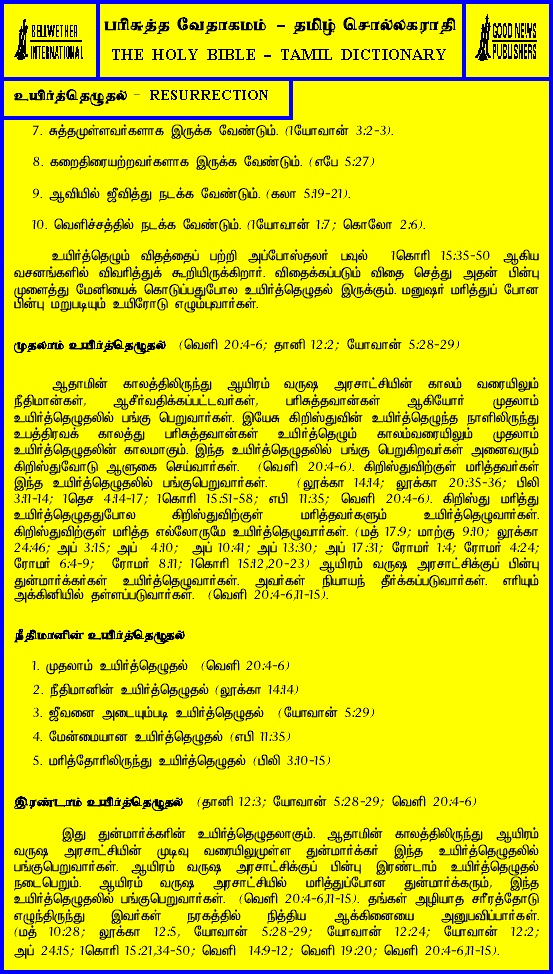 BELLWETHER
INTERNATIONAL
பரிசுத்த வேதாகமம் - தமிழ் சொல்லகராதி
THE HOLY BIBLE - TAMIL DICTIONARY
GOOD NEWS
PUBLISHERS
உயிர்த்தெழுதல் - RESURRECTION
7. சுத்தமுள்ளவர்களாக இருக்க வேண்டும். (1யோவான் 3:2-3).
8. கறைதிரையற்றவர்களாக இருக்க வேண்டும். (எபே 5:27)
9. ஆவியில் ஜீவித்து நடக்க வேண்டும். (கலா 5:19-21).
10. வெளிச்சத்தில் நடக்க வேண்டும். (1யோவான் 1:7 ; கொலோ 2:6).
உயிர்த்தெழும் விதத்தைப் பற்றி அப்போஸ்தலர் பவுல் 1கொரி 15:35-50 ஆகிய
வசனங்களில் விவரித்துக் கூறியிருக்கிறார். விதைக்கப்படும் விதை செத்து அதன் பின்பு
முளைத்து மேனியைக் கொடுப்பதுபோல உயிர்த்தெழுதல் இருக்கும். மனுஷர் மரித்துப் போன
பின்பு மறுபடியும் உயிரோடு எழும்புவார்கள்.
முதலாம் உயிர்த்தெழுதல் (வெளி 20:4-6; தானி 12:2; யோவான் 5:28-29)
ஆதாமின் காலத்திலிருந்து ஆயிரம் வருஷ அரசாட்சியின் காலம் வரையிலும்
நீதிமான்கள், ஆசீர்வதிக்கப்பட்டவர்கள், பரிசுத்தவான்கள் ஆகியோர் முதலாம்
உயிர்த்தெழுதலில் பங்கு பெறுவார்கள். இயேசு கிறிஸ்துவின் உயிர்த்தெழுந்த நாளிலிருந்து
உபத்திரவக் காலத்து பரிசுத்தவான்கள் உயிர்த்தெழும் காலம்வரையிலும் முதலாம்
உயிர்த்தெழுதலின் காலமாகும். இந்த உயிர்த்தெழுதலில் பங்கு பெறுகிறவர்கள் அனைவரும்
கிறிஸ்துவோடு ஆளுகை செய்வார்கள். (வெளி 20:4-6). கிறிஸ்துவிற்குள் மரித்தவர்கள்
இந்த உயிர்த்தெழுதலில் பங்குபெறுவார்கள். (லூக்கா 14:14; லூக்கா 20:35-36; பிலி
3:11-14; 1தெச 4:14-17; 1கொரி 15:51-58; எபி 11:35; வெளி 20:4-6). கிறிஸ்து மரித்து
உயிர்த்தெழுததுபோல கிறிஸ்துவிற்குள் மரித்தவர்களும் உயிர்த்தெழுவார்கள்.
கிறிஸ்துவிற்குள் மரித்த எல்லோருமே உயிர்த்தெழுவார்கள். (மத் 17:9; மாற்கு 9:10; லூக்கா
24:46; அப் 3:15; அப் 4:10; அப் 10:41; அப் 13:30; அப் 17:31; ரோமர் 1:4; ரோமர் 4:24;
ரோமர் 6:4-9; ரோமர் 8:11; 1கொரி 15:12,20-23) ஆயிரம் வருஷ அரசாட்சிக்குப் பின்பு
துன்மார்க்கர்கள் உயிர்த்தெழுவார்கள். அவர்கள் நியாயந் தீர்க்கப்படுவார்கள். எரியும்
அக்கினியில் தள்ளப்படுவார்கள். (வெளி 20:4-6,11-15).
நீதிமானின் உயிர்த்தெழுதல்
1. முதலாம் உயிர்த்தெழுதல் (வெளி 20:4-6)
2. நீதிமானின் உயிர்த்தெழுதல் (லூக்கா 14:14)
3. ஜீவனை அடையும்படி உயிர்த்தெழுதல் (யோவான் 5:29)
4. மேன்மையான உயிர்த்தெழுதல் (எபி 11:35)
5. மரித்தோரிலிருந்து உயிர்த்தெழுதல் (பிலி 3:10-15)
இரண்டாம் உயிர்த்தெழுதல் (தானி 12:3; யோவான் 5:28-29; வெளி 20:4-6)
இது துன்மார்க்கரின் உயிர்த்தெழுதலாகும். ஆதாமின் காலத்திலிருந்து ஆயிரம்
வருஷ அரசாட்சியின் முடிவு வரையிலுமுள்ள துன்மார்க்கர் இந்த உயிர்த்தெழுதலில்
பங்குபெறுவார்கள். ஆயிரம் வருஷ அரசாட்சிக்குப் பின்பு இரண்டாம் உயிர்த்தெழுதல்
நடைபெறும். ஆயிரம் வருஷ அரசாட்சியில் மரித்துப்போன துன்மார்க்கரும், இந்த
உயிர்த்தெழுதலில் பங்குபெறுவார்கள். (வெளி 20:4-6,11-15). தங்கள் அழியாத சரீரத்தோடு
எழுந்திருந்து இவர்கள் நரகத்தில் நித்திய ஆக்கினையை அனுபவிப்பார்கள்.
(மத் 10:28; லூக்கா 12:5, யோவான் 5:28-29; யோவான் 12:24; யோவான் 12:2;
அப் 24:15; 1கொரி 15:21,34-50; வெளி 14:9-12; வெளி 19:20; வெளி 20:4-6,11-15).